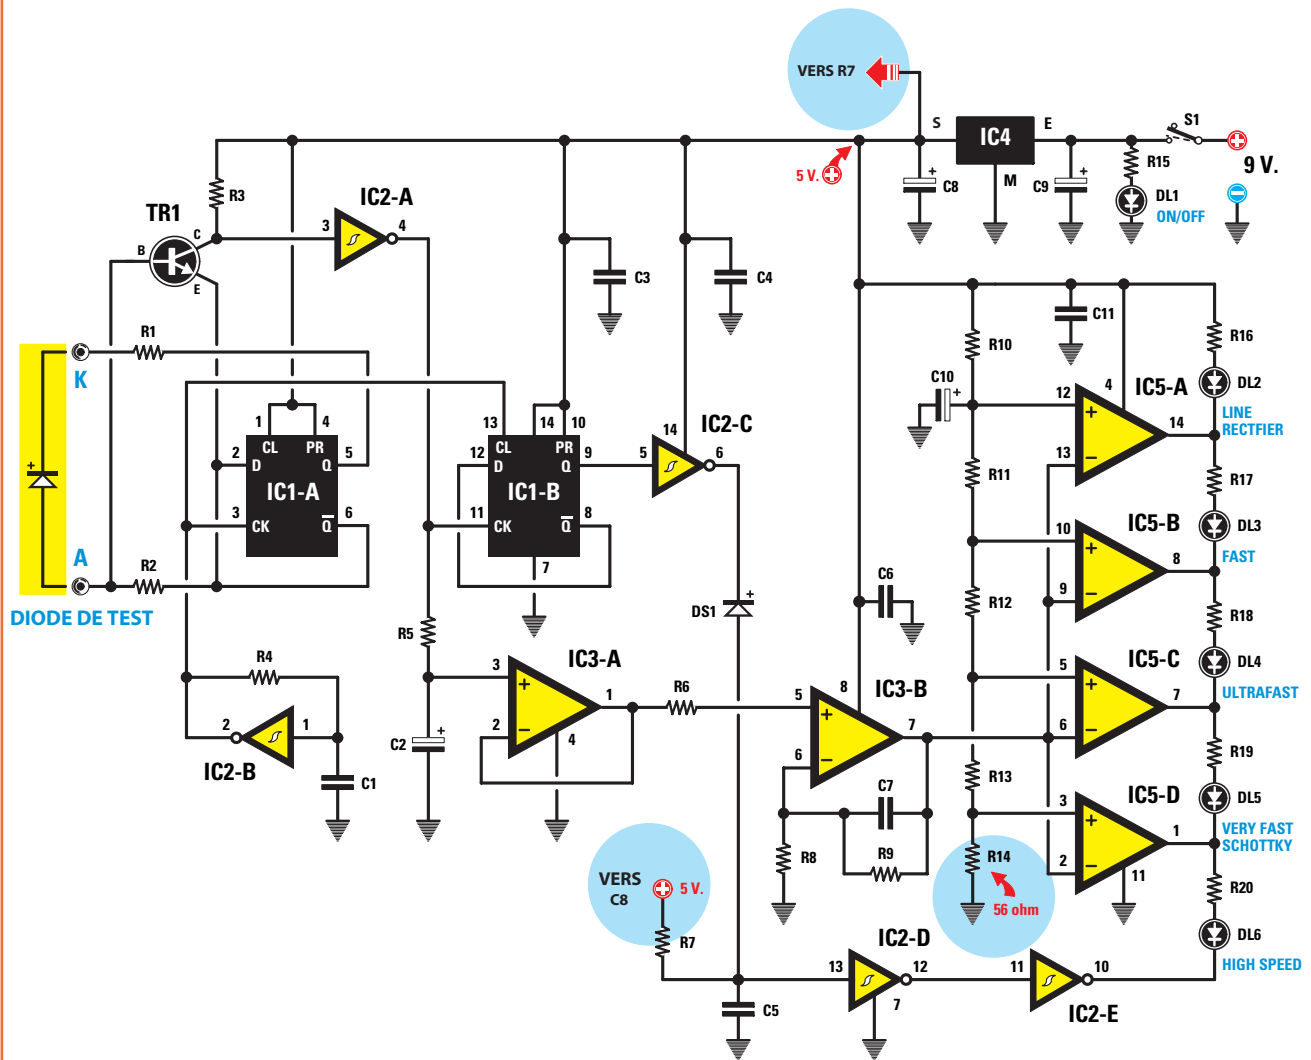 VERS R7
S
IC4
E
S1
5 V.
C8
M
C9
R15
9 V.
DL1
ON/OFF
R3
IC2-A
TR1
C
B
E
3
4
C3
C4
C11
R1
K
R10
R16
C10
4
IC5-A
DL2
12
14
LINE
RECTFIER
13
R11
R17
1
4
CL
PR
2
D
Q
5
IC1-A
3
CK
Q
6
13
14
10
CL
PR
12
D
Q
9
IC1-B
11
CK
Q
8
7
14
IC2-C
5
6
IC5-B
DL3
10
8
FAST
9
A
R2
DIODE DE TEST
C6
R12
R18
DS1
+
R5
R4
IC3-A
3
1
2
4
R6
5
8
IC3-B
7
6
IC5-C
5
7
6
DL4
ULTRAFAST
2
1
IC2-B
C1
C2
+
C7
R13
R19
R8
R9
IC5-D
3
1
2
11
DL5
VERY FAST
SCHOTTKY
VERS
C8
5 V.
R7
R14
56 ohm
R20
IC2-D
DL6
HIGH SPEED
13
12
11
10
7
C5
IC2-E